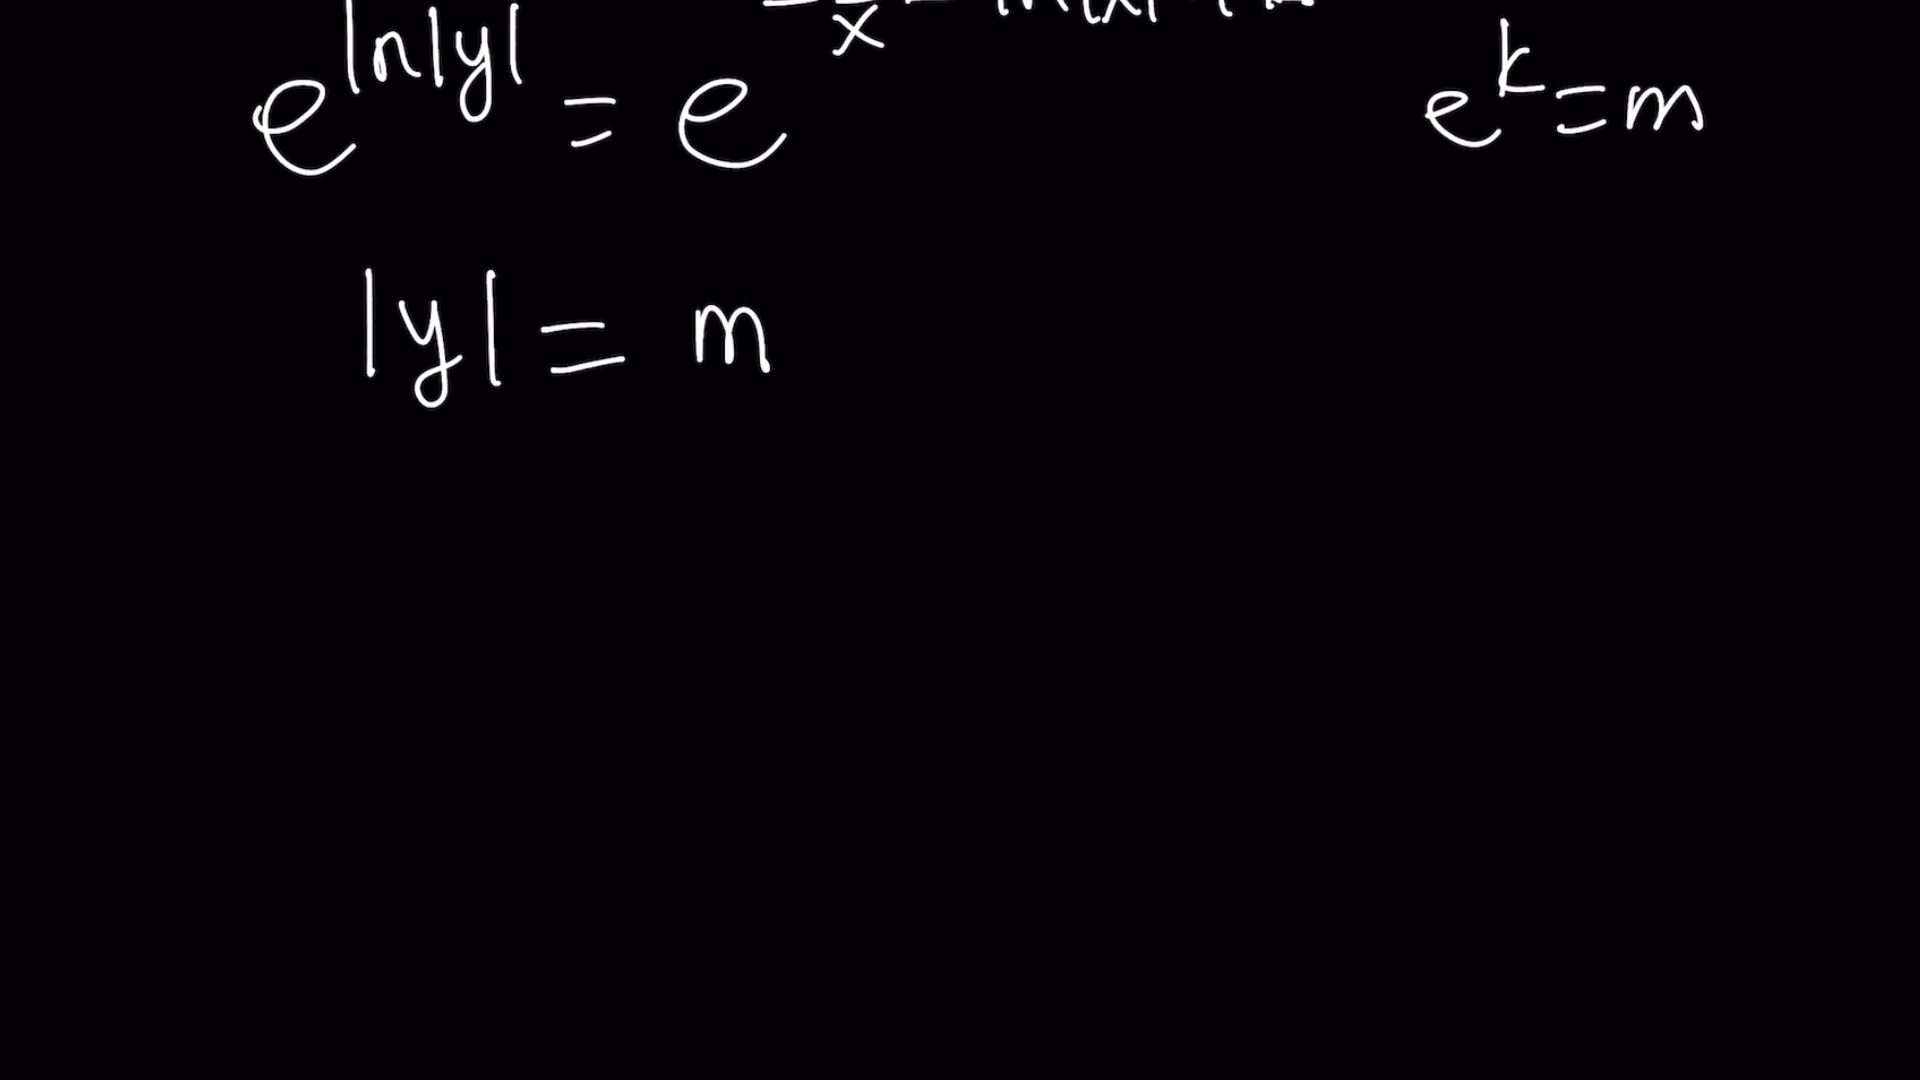 e^ln|y| = e^ x e^k = m
|y| = m